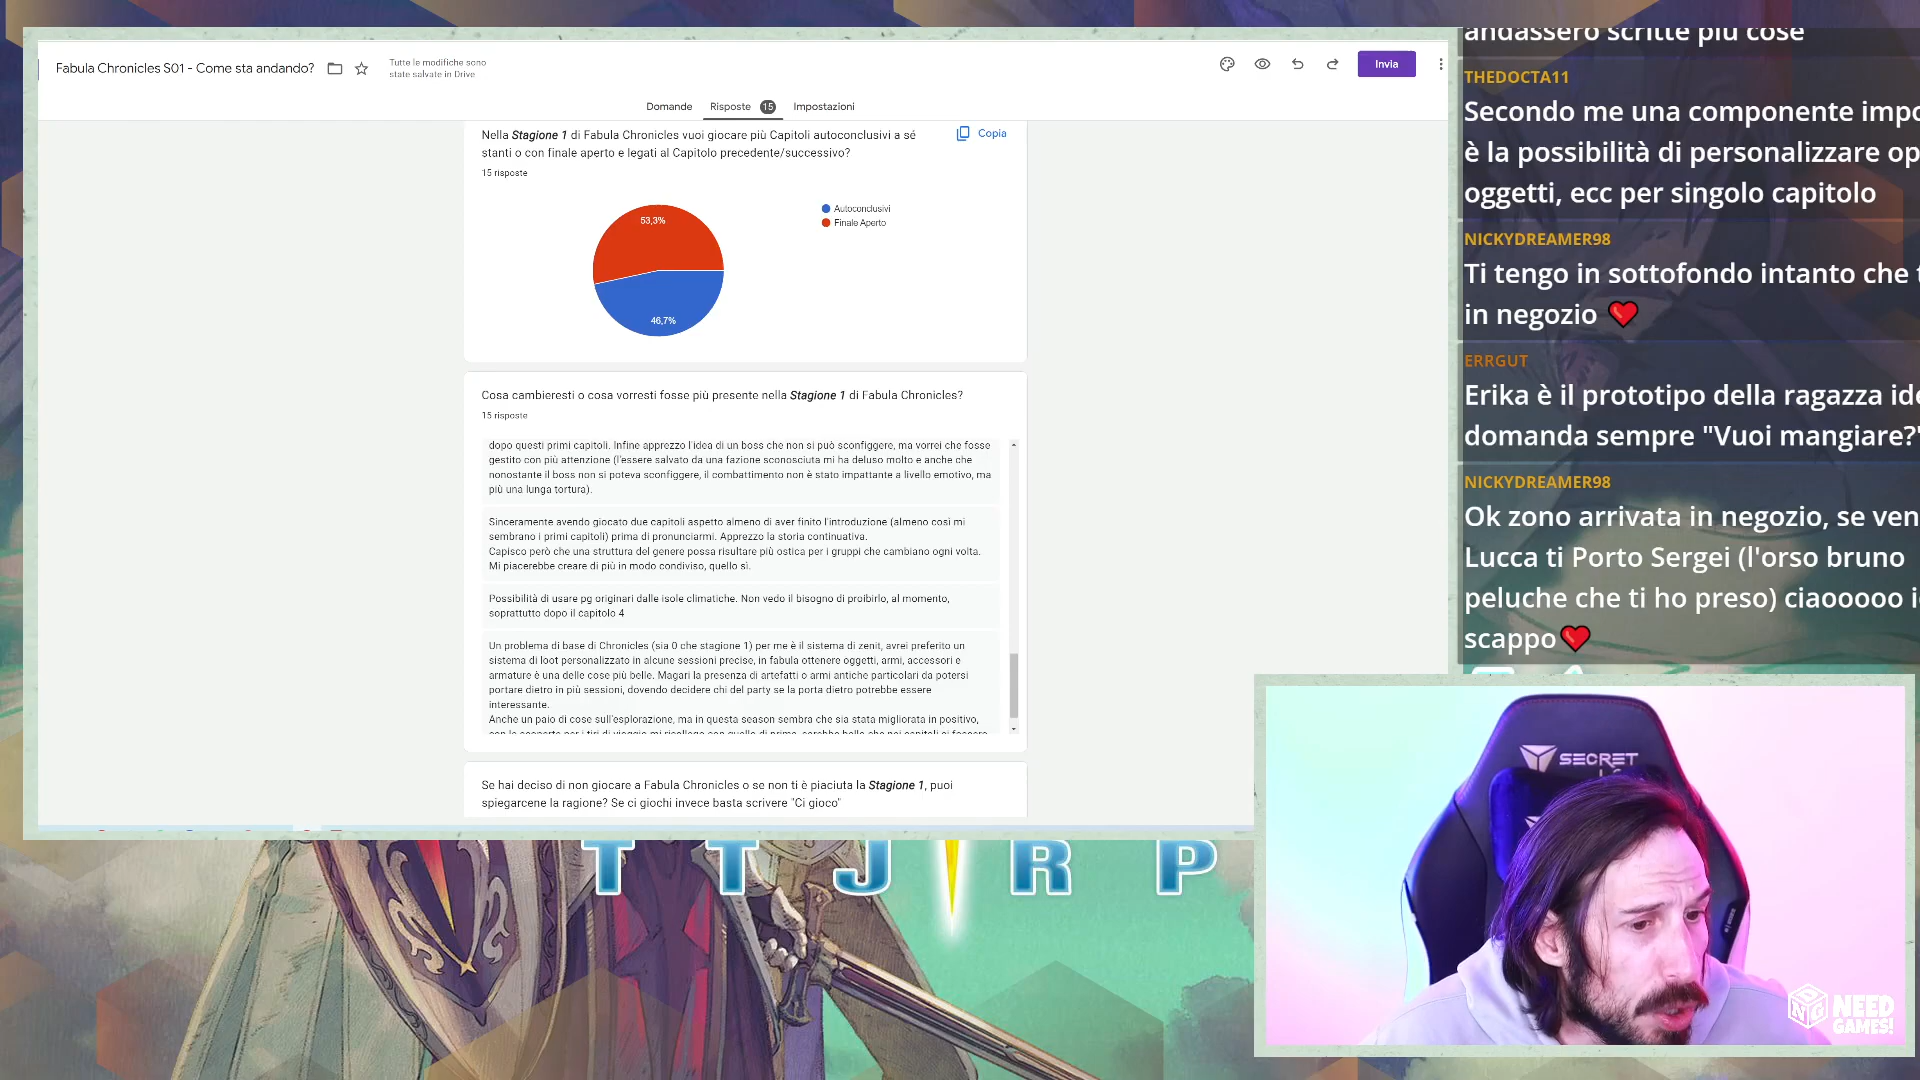 Fabula Chronicles S01 - Come sta andando?
Tutte le modifiche sono
state salvate in Drive
Invia
Domande
Risposte 15
Impostazioni
Nella Stagione 1 di Fabula Chronicles vuoi giocare più Capitoli autoconclusivi a sé
stanti o con finale aperto e legati al Capitolo precedente/successivo?
Copia
15 risposte
53,3%
46,7%
Autoconclusivi
Finale Aperto
Cosa cambieresti o cosa vorresti fosse più presente nella Stagione 1 di Fabula Chronicles?
15 risposte
dopo questi primi capitoli. Infine apprezzo l'idea di un boss che non si può sconfiggere, ma vorrei che fosse
gestito con più attenzione (l'essere salvato da una fazione sconosciuta mi ha deluso molto e anche che
nonostante il boss non si poteva sconfiggere, il combattimento non è stato impattante a livello emotivo, ma
più una lunga tortura).
Sinceramente avendo giocato due capitoli aspetto almeno di aver finito l'introduzione (almeno così mi
sembrano i primi capitoli) prima di pronunciarmi. Apprezzo la storia continuativa.
Capisco però che una struttura del genere possa risultare più ostica per i gruppi che cambiano ogni volta.
Mi piacerebbe creare di più in modo condiviso, quello sì.
Possibilità di usare pg originari dalle isole climatiche. Non vedo il bisogno di proibirlo, al momento,
soprattutto dopo il capitolo 4
Un problema di base di Chronicles (sia 0 che stagione 1) per me è il sistema di zenit, avrei preferito un
sistema di loot personalizzato in alcune sessioni precise, in fabula ottenere oggetti, armi, accessori e
armature è una delle cose più belle. Magari la presenza di artefatti o armi antiche particolari da potersi
portare dietro in più sessioni, dovendo decidere chi del party se la porta dietro potrebbe essere
interessante.
Anche un paio di cose sull'esplorazione, ma in questa season sembra che sia stata migliorata in positivo,
Se hai deciso di non giocare a Fabula Chronicles o se non ti è piaciuta la Stagione 1, puoi
spiegarcene la ragione? Se ci giochi invece basta scrivere "Ci gioco"
andassero scritte più cose
THEDOCTA11
Secondo me una componente impo
è la possibilità di personalizzare op
oggetti, ecc per singolo capitolo
NICKYDREAMER98
Ti tengo in sottofondo intanto che t
in negozio
ERRGUT
Erika è il prototipo della ragazza ide
domanda sempre "Vuoi mangiare?"
NICKYDREAMER98
Ok zono arrivata in negozio, se ven
Lucca ti Porto Sergei (l'orso bruno
peluche che ti ho preso) ciaooooo i
scappo
T T J R P
SECRET
NEED
GAMES!